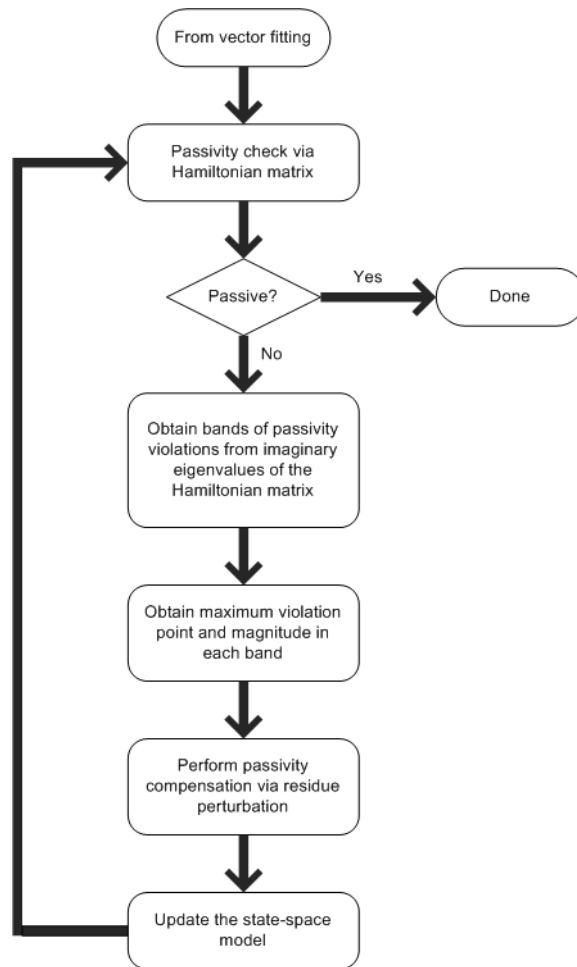 From vector fitting
Passivity check via
Hamiltonian matrix
Passive?
Yes
Done
No
Obtain bands of passivity
violations from imaginary
eigenvalues of the
Hamiltonian matrix
Obtain maximum violation
point and magnitude in
each band
Perform passivity
compensation via residue
perturbation
Update the state-space
model